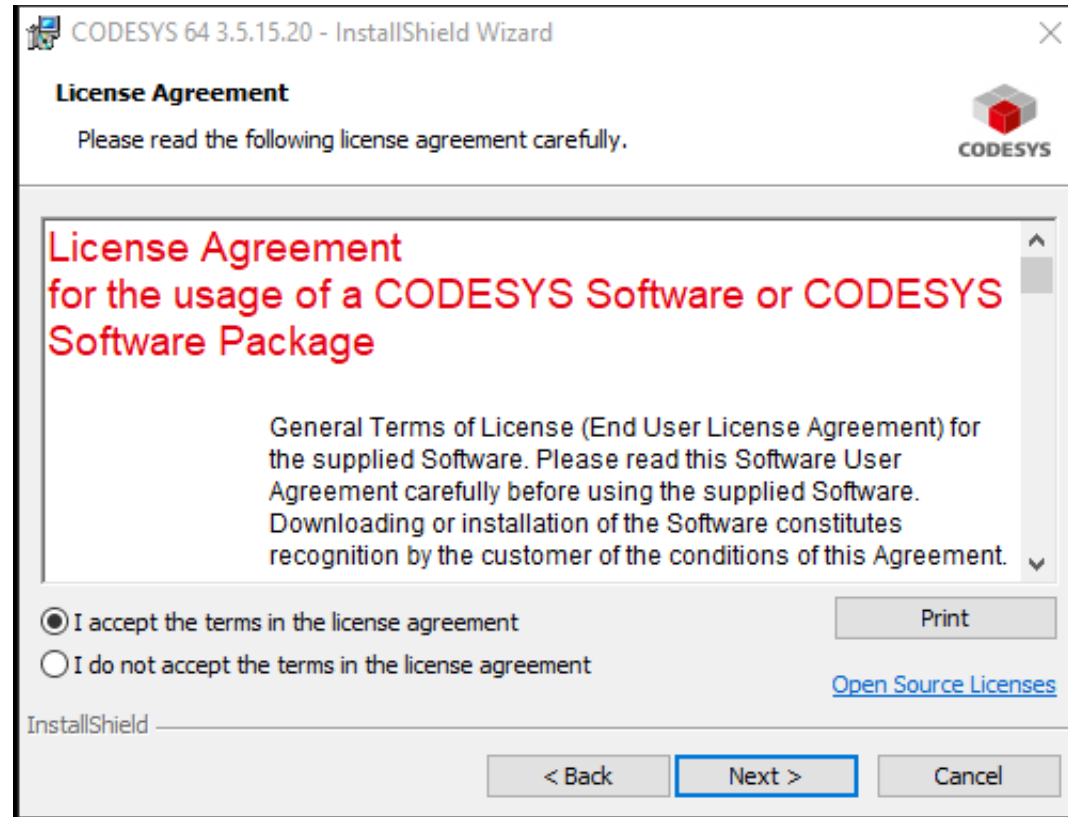 CODESYS 64 3.5.15.20 - InstallShield Wizard
License Agreement
Please read the following license agreement carefully.
CODESYS
License Agreement
for the usage of a CODESYS Software or CODESYS
Software Package
General Terms of License (End User License Agreement) for
the supplied Software. Please read this Software User
Agreement carefully before using the supplied Software.
Downloading or installation of the Software constitutes
recognition by the customer of the conditions of this Agreement.
I accept the terms in the license agreement
Print
I do not accept the terms in the license agreement
Open Source Licenses
InstallShield
< Back
Next >
Cancel